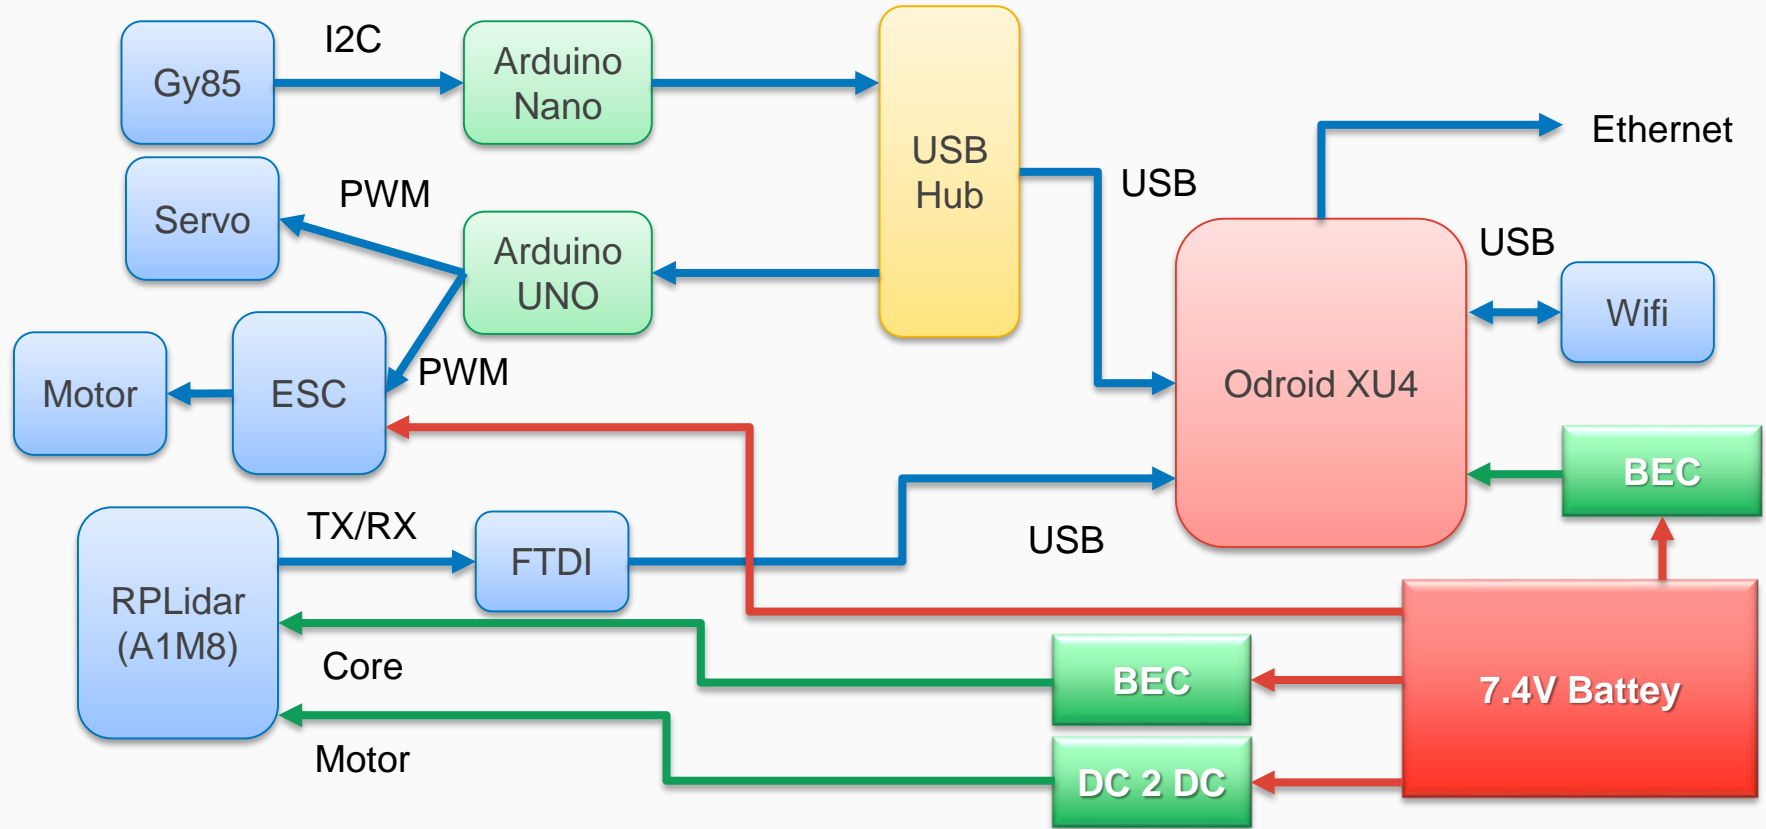 I2C
Gy85
Arduino
Nano
USB
Hub
Ethernet
Servo
PWM
USB
Arduino
UNO
USB
Wifi
Motor
ESC
PWM
Odroid XU4
BEC
TX/RX
FTDI
USB
RPLidar
(A1M8)
Core
BEC
7.4V Battey
Motor
DC 2 DC